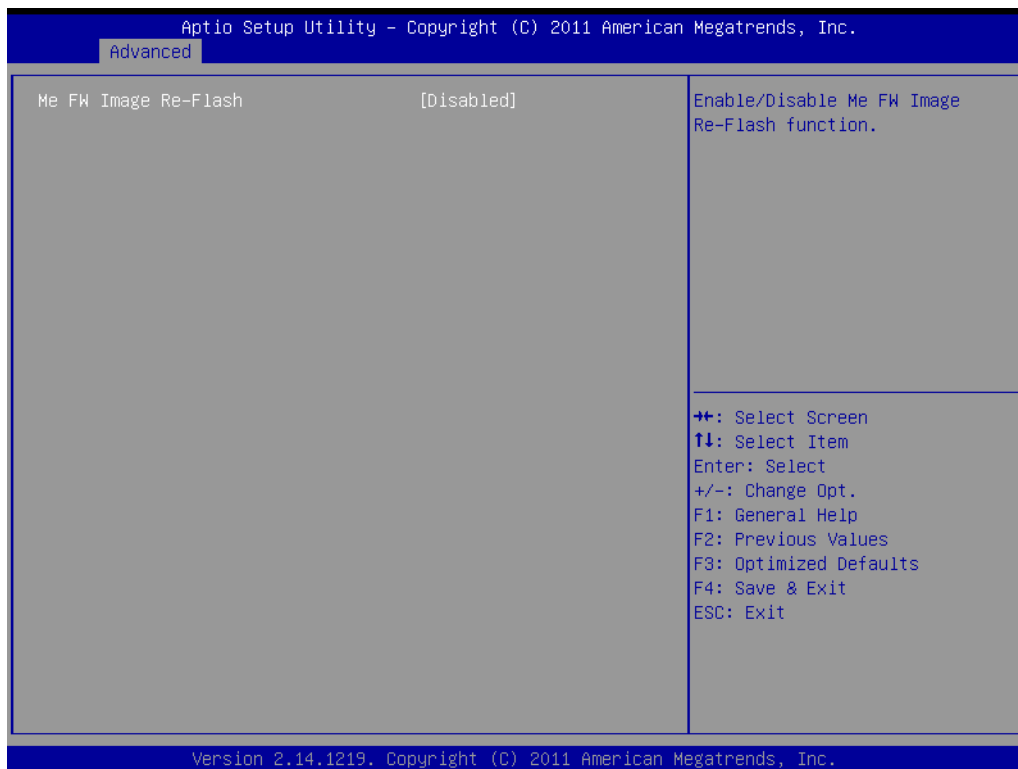 Aptio Setup Utility – Copyright (C) 2011 American Megatrends, Inc.
Advanced
Me FW Image Re-Flash [Disabled]
Enable/Disable Me FW Image
Re-Flash function.
→←: Select Screen
↑↓: Select Item
Enter: Select
+/-: Change Opt.
F1: General Help
F2: Previous Values
F3: Optimized Defaults
F4: Save & Exit
ESC: Exit
Version 2.14.1219. Copyright (C) 2011 American Megatrends, Inc.